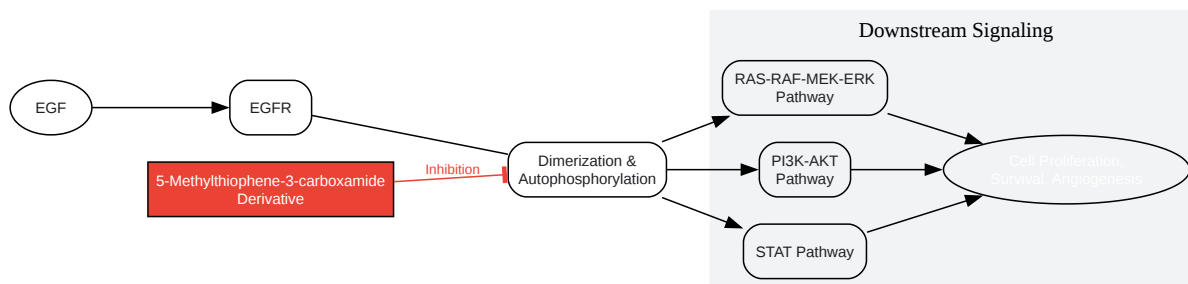 Downstream Signaling
EGF
EGFR
5-Methylthiophene-3-carboxamide
Derivative
Inhibition
Dimerization &
Autophosphorylation
RAS-RAF-MEK-ERK
Pathway
PI3K-AKT
Pathway
STAT Pathway
Cell Proliferation,
Survival, Angiogenesis